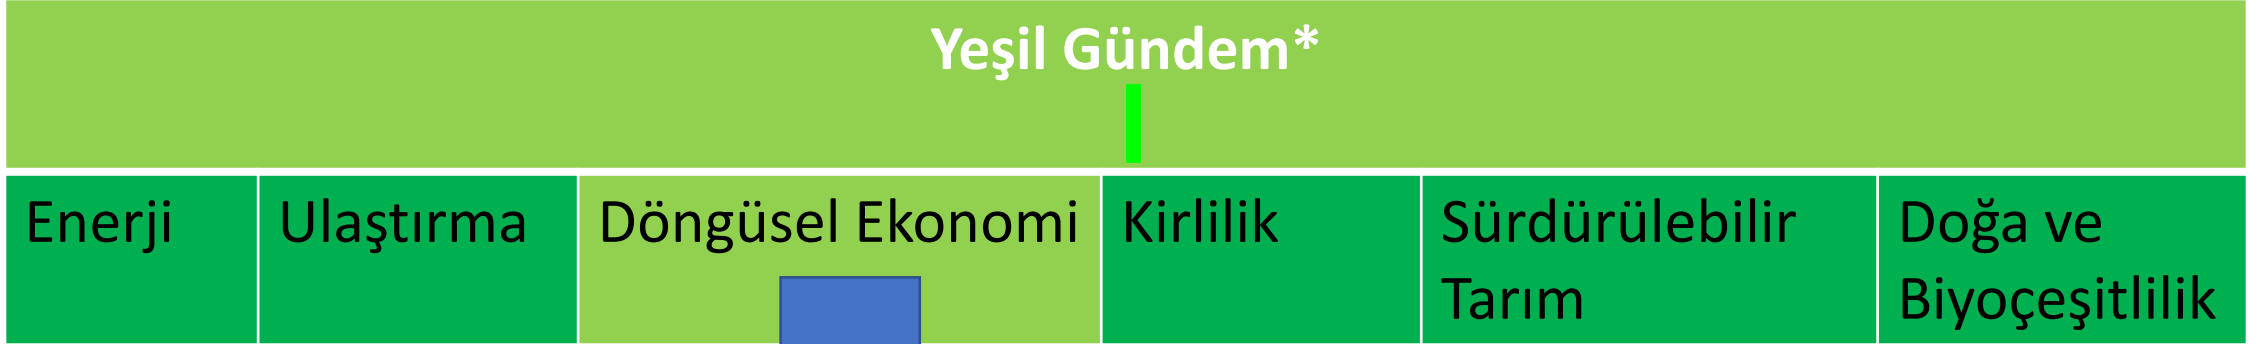 Yeşil Gündem*
Enerji
Ulaştırma
Döngüsel Ekonomi
Kirlilik
Sürdürülebilir
Tarım
Doğa ve
Biyoçeşitlilik